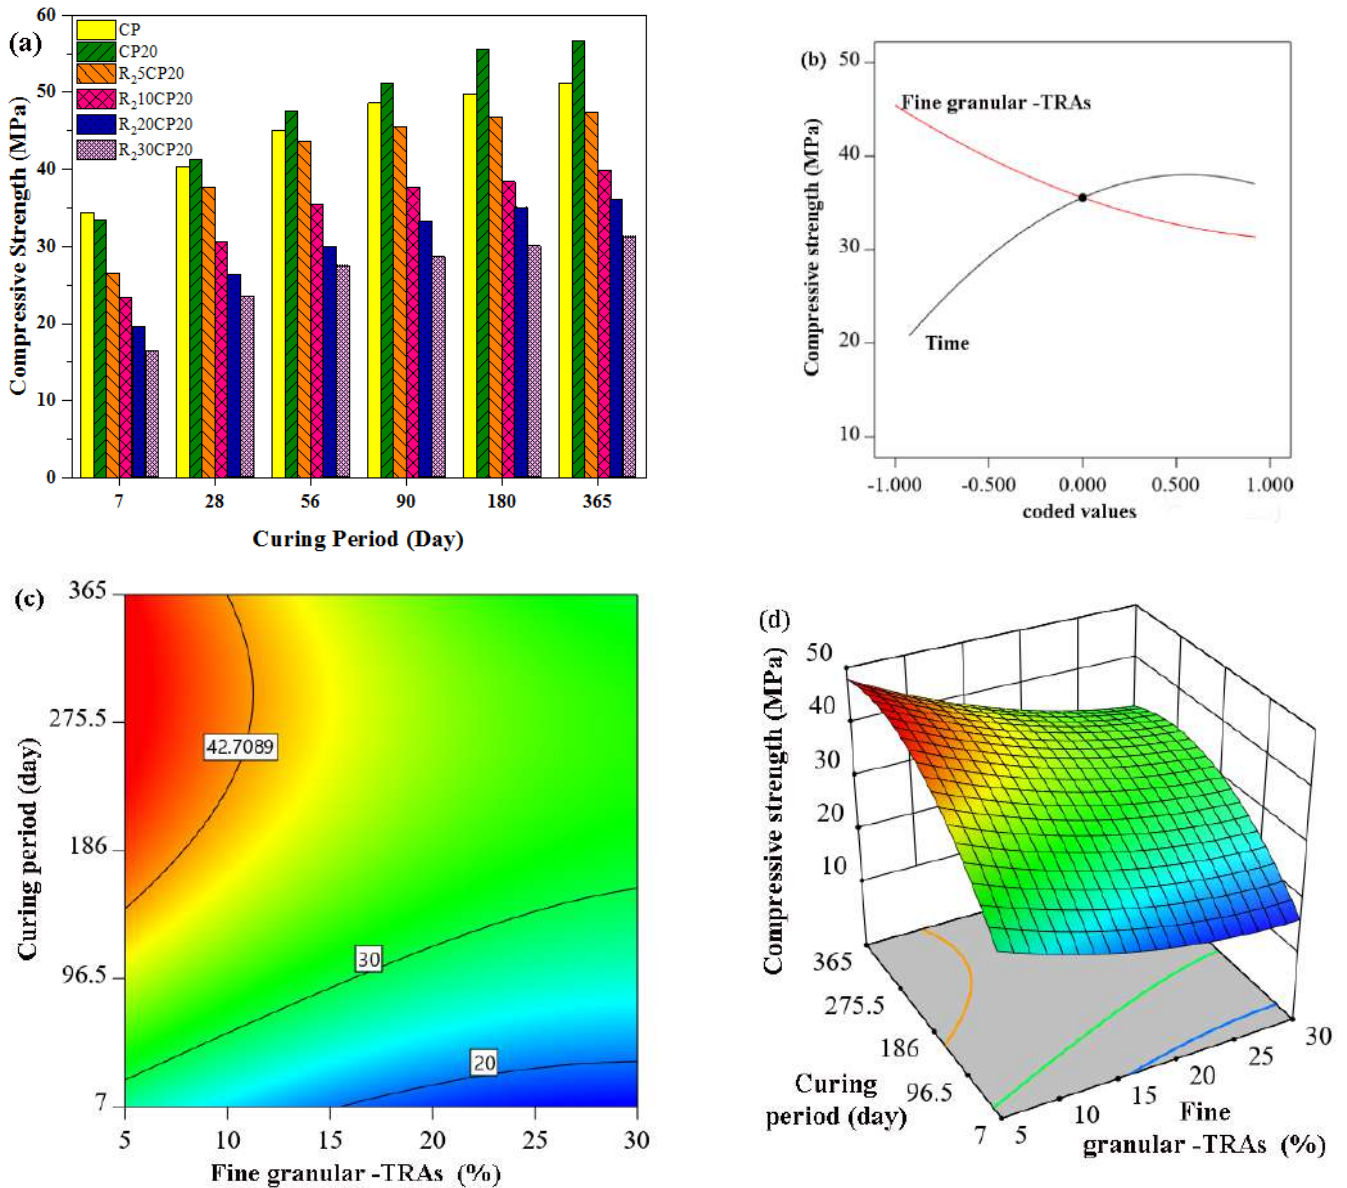 (a)
60
50
40
30
20
10
0
Compressive Strength (MPa)
CP
CP20
R₂5CP20
R₂10CP20
R₂20CP20
R₂30CP20
7 28 56 90 180 365
Curing Period (Day)
(b)
50
40
30
20
10
Compressive strength (MPa)
Fine granular -TRAs
Time
-1.000 -0.500 0.000 0.500 1.000
coded values
(c)
365
275.5
186
96.5
7
Curing period (day)
42.7089
30
20
5 10 15 20 25 30
Fine granular -TRAs (%)
(d)
50
40
30
20
10
Compressive strength (MPa)
365
275.5
186
96.5
7
Curing
period (day)
5
10
15
20
25
30
Fine
granular -TRAs (%)